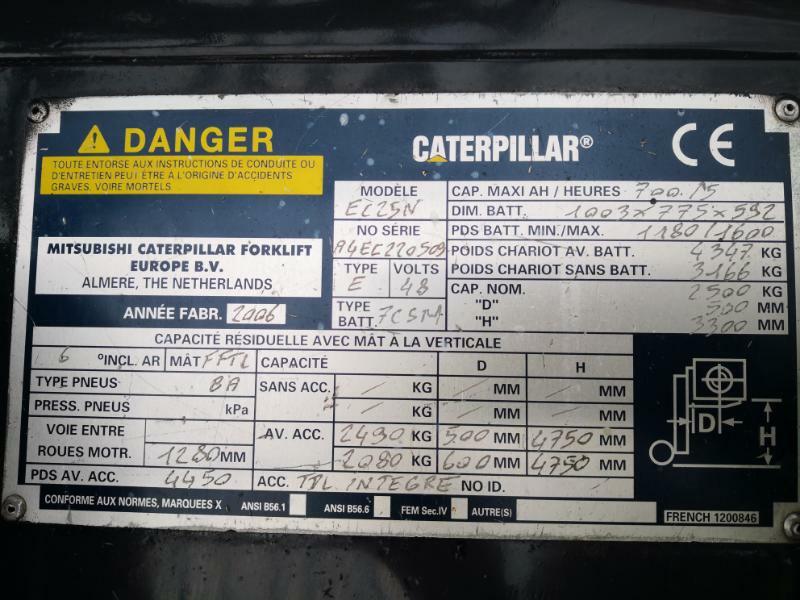 DANGER
TOUTE ENTORSE AUX INSTRUCTIONS DE CONDUITE OU
D'ENTRETIEN PEUT ÊTRE A L'ORIGINE D'ACCIDENTS
GRAVES, VOIRE MORTELS.
CATERPILLAR®
CE
MITSUBISHI CATERPILLAR FORKLIFT
EUROPE B.V.
ALMERE, THE NETHERLANDS
ANNÉE FABR. 2006
MODÈLE
EC25N
NO SÉRIE
A4EC220509
TYPE VOLTS
E 48
TYPE
BATT.
CAP. MAXI AH / HEURES 700/5
DIM. BATT. 1003x775x592
PDS BATT. MIN./MAX. 1180/1600
POIDS CHARIOT AV. BATT. 4347 KG
POIDS CHARIOT SANS BATT. 3166 KG
CAP. NOM. 2500 KG
"D" 500 MM
"H" 3300 MM
CAPACITÉ RÉSIDUELLE AVEC MÂT À LA VERTICALE
6 °INCL. AR MÂT FFTL CAPACITÉ D H
TYPE PNEUS BA SANS ACC. / KG / MM / MM
PRESS. PNEUS kPa / KG / MM / MM
VOIE ENTRE
ROUES MOTR. 1280 MM
AV. ACC. 2490 KG 500 MM 4750 MM
2080 KG 600 MM 4750 MM
PDS AV. ACC. 4450 ACC. TDL INTEGRE NO ID.
CONFORME AUX NORMES, MARQUEES X ANSI B56.1 ANSI B56.6 FEM Sec.IV AUTRE(S)
FRENCH 1200846
D
H